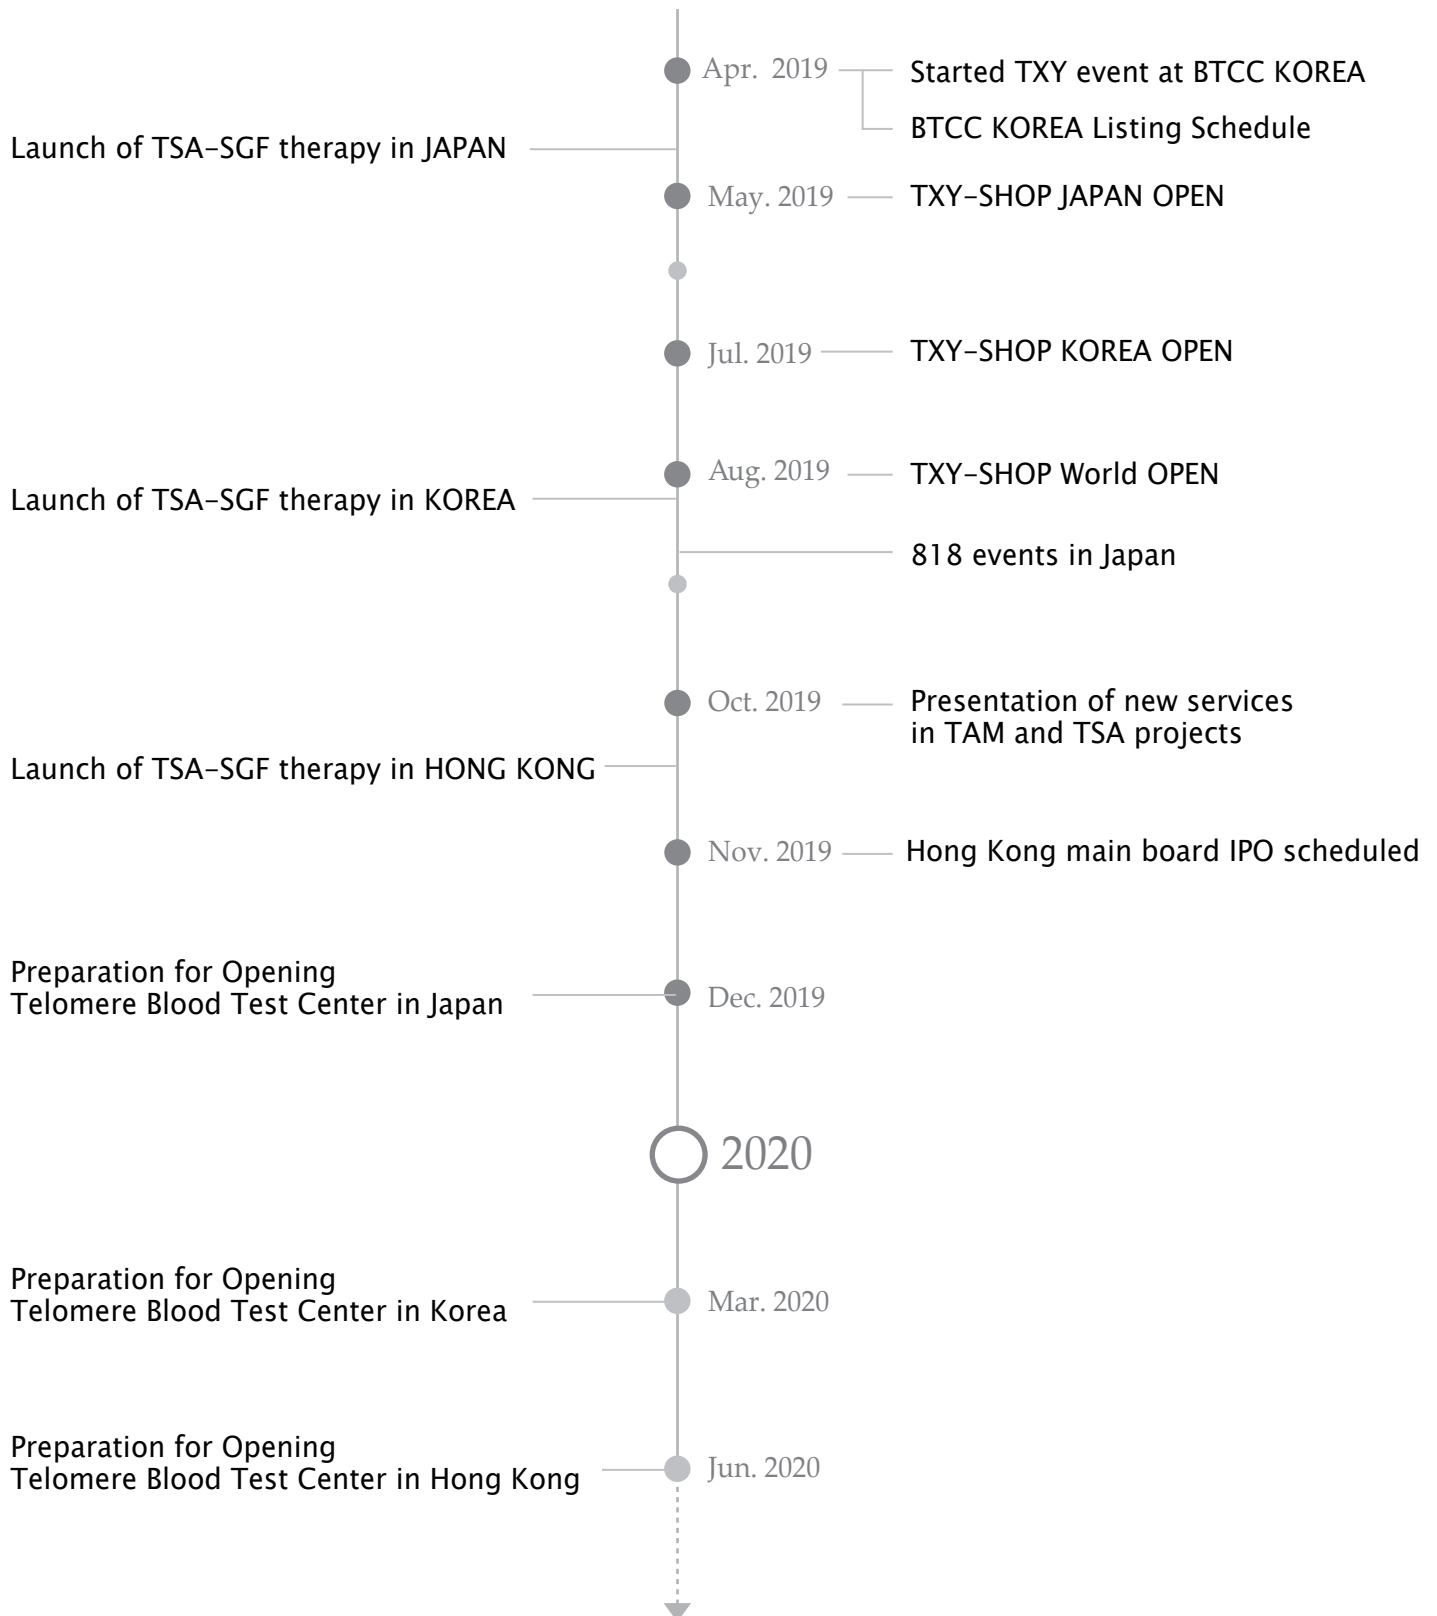 Apr. 2019
Started TXY event at BTCC KOREA
BTCC KOREA Listing Schedule
Launch of TSA-SGF therapy in JAPAN
May. 2019
TXY-SHOP JAPAN OPEN
Jul. 2019
TXY-SHOP KOREA OPEN
Aug. 2019
TXY-SHOP World OPEN
Launch of TSA-SGF therapy in KOREA
818 events in Japan
Oct. 2019
Presentation of new services
in TAM and TSA projects
Launch of TSA-SGF therapy in HONG KONG
Nov. 2019
Hong Kong main board IPO scheduled
Preparation for Opening
Telomere Blood Test Center in Japan
Dec. 2019
2020
Preparation for Opening
Telomere Blood Test Center in Korea
Mar. 2020
Preparation for Opening
Telomere Blood Test Center in Hong Kong
Jun. 2020